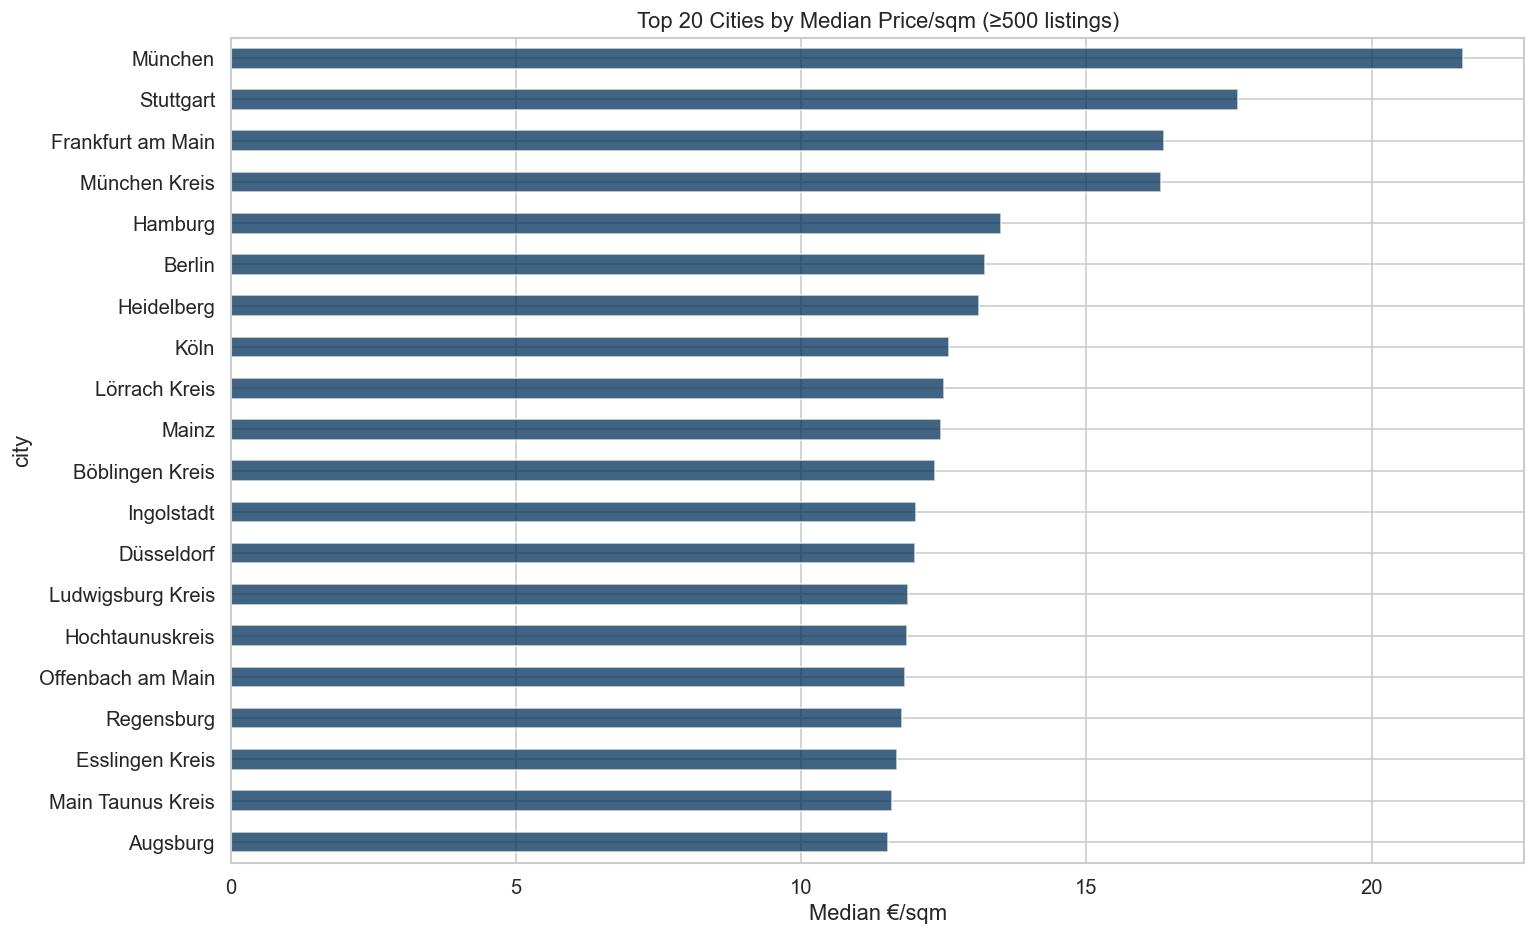 Top 20 Cities by Median Price/sqm (≥500 listings)
city
München
Stuttgart
Frankfurt am Main
München Kreis
Hamburg
Berlin
Heidelberg
Köln
Lörrach Kreis
Mainz
Böblingen Kreis
Ingolstadt
Düsseldorf
Ludwigsburg Kreis
Hochtaunuskreis
Offenbach am Main
Regensburg
Esslingen Kreis
Main Taunus Kreis
Augsburg
0 5 10 15 20
Median €/sqm